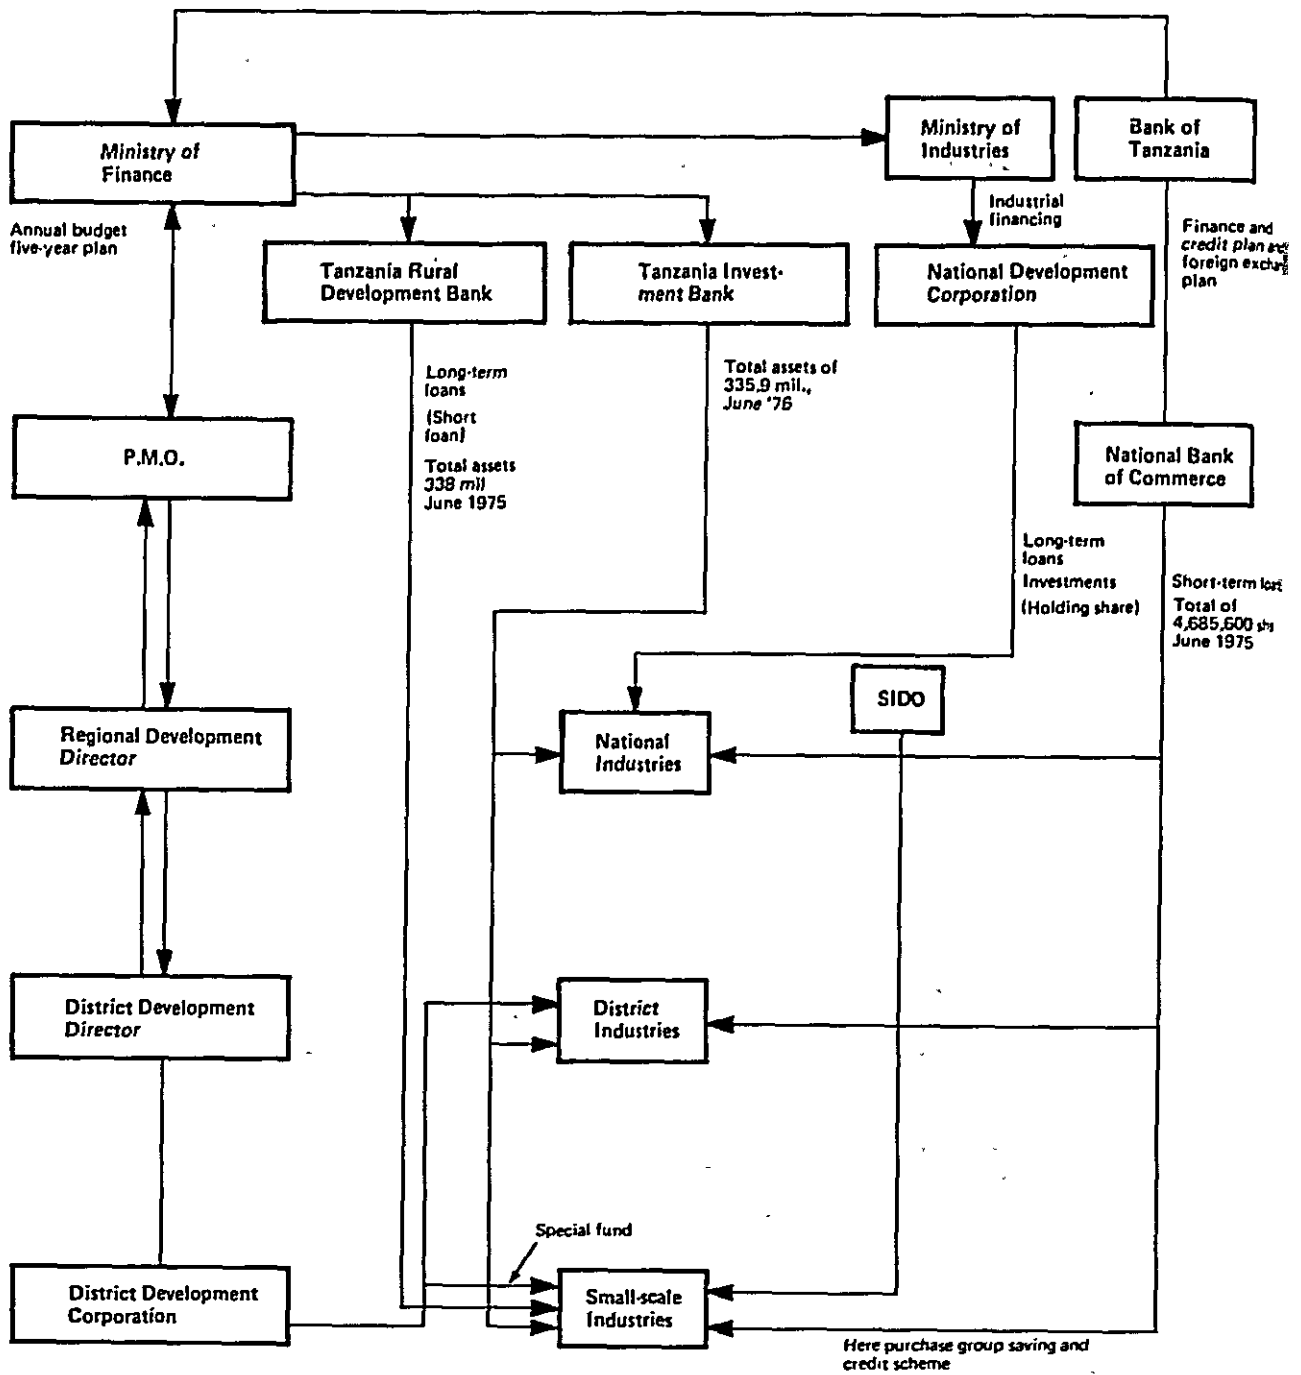 Ministry of
Finance
Ministry of
Industries
Bank of
Tanzania
Annual budget
five-year plan
Industrial
financing
Finance and
credit plan and
foreign exchan
plan
Tanzania Rural
Development Bank
Tanzania Invest-
ment Bank
National Development
Corporation
Long-term
loans
(Short
loan)
Total assets
338 mil
June 1975
Total assets of
335.9 mil.,
June '76
P.M.O.
National Bank
of Commerce
Long-term
loans
Investments
(Holding share)
Short-term
Total of
4,685,600 shs
June 1975
SIDO
Regional Development
Director
National
Industries
District Development
Director
District
Industries
Special fund
District Development
Corporation
Small-scale
Industries
Here purchase group saving and
credit scheme